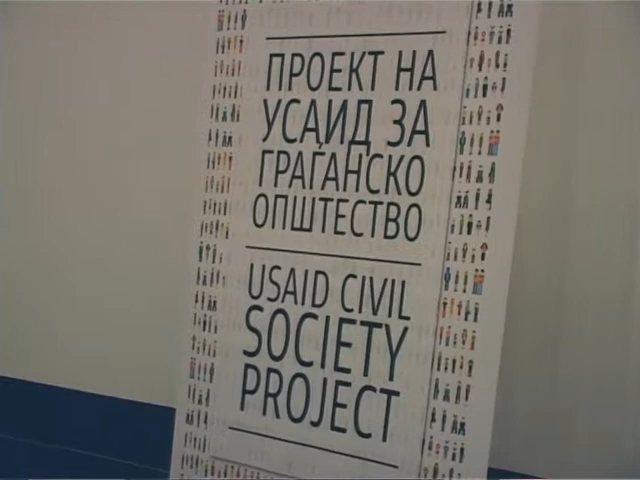 ПРОЕКТ НА
УСАИД ЗА
ГРАЃАНСКО
ОПШТЕСТВО
USAID CIVIL
SOCIETY
PROJECT